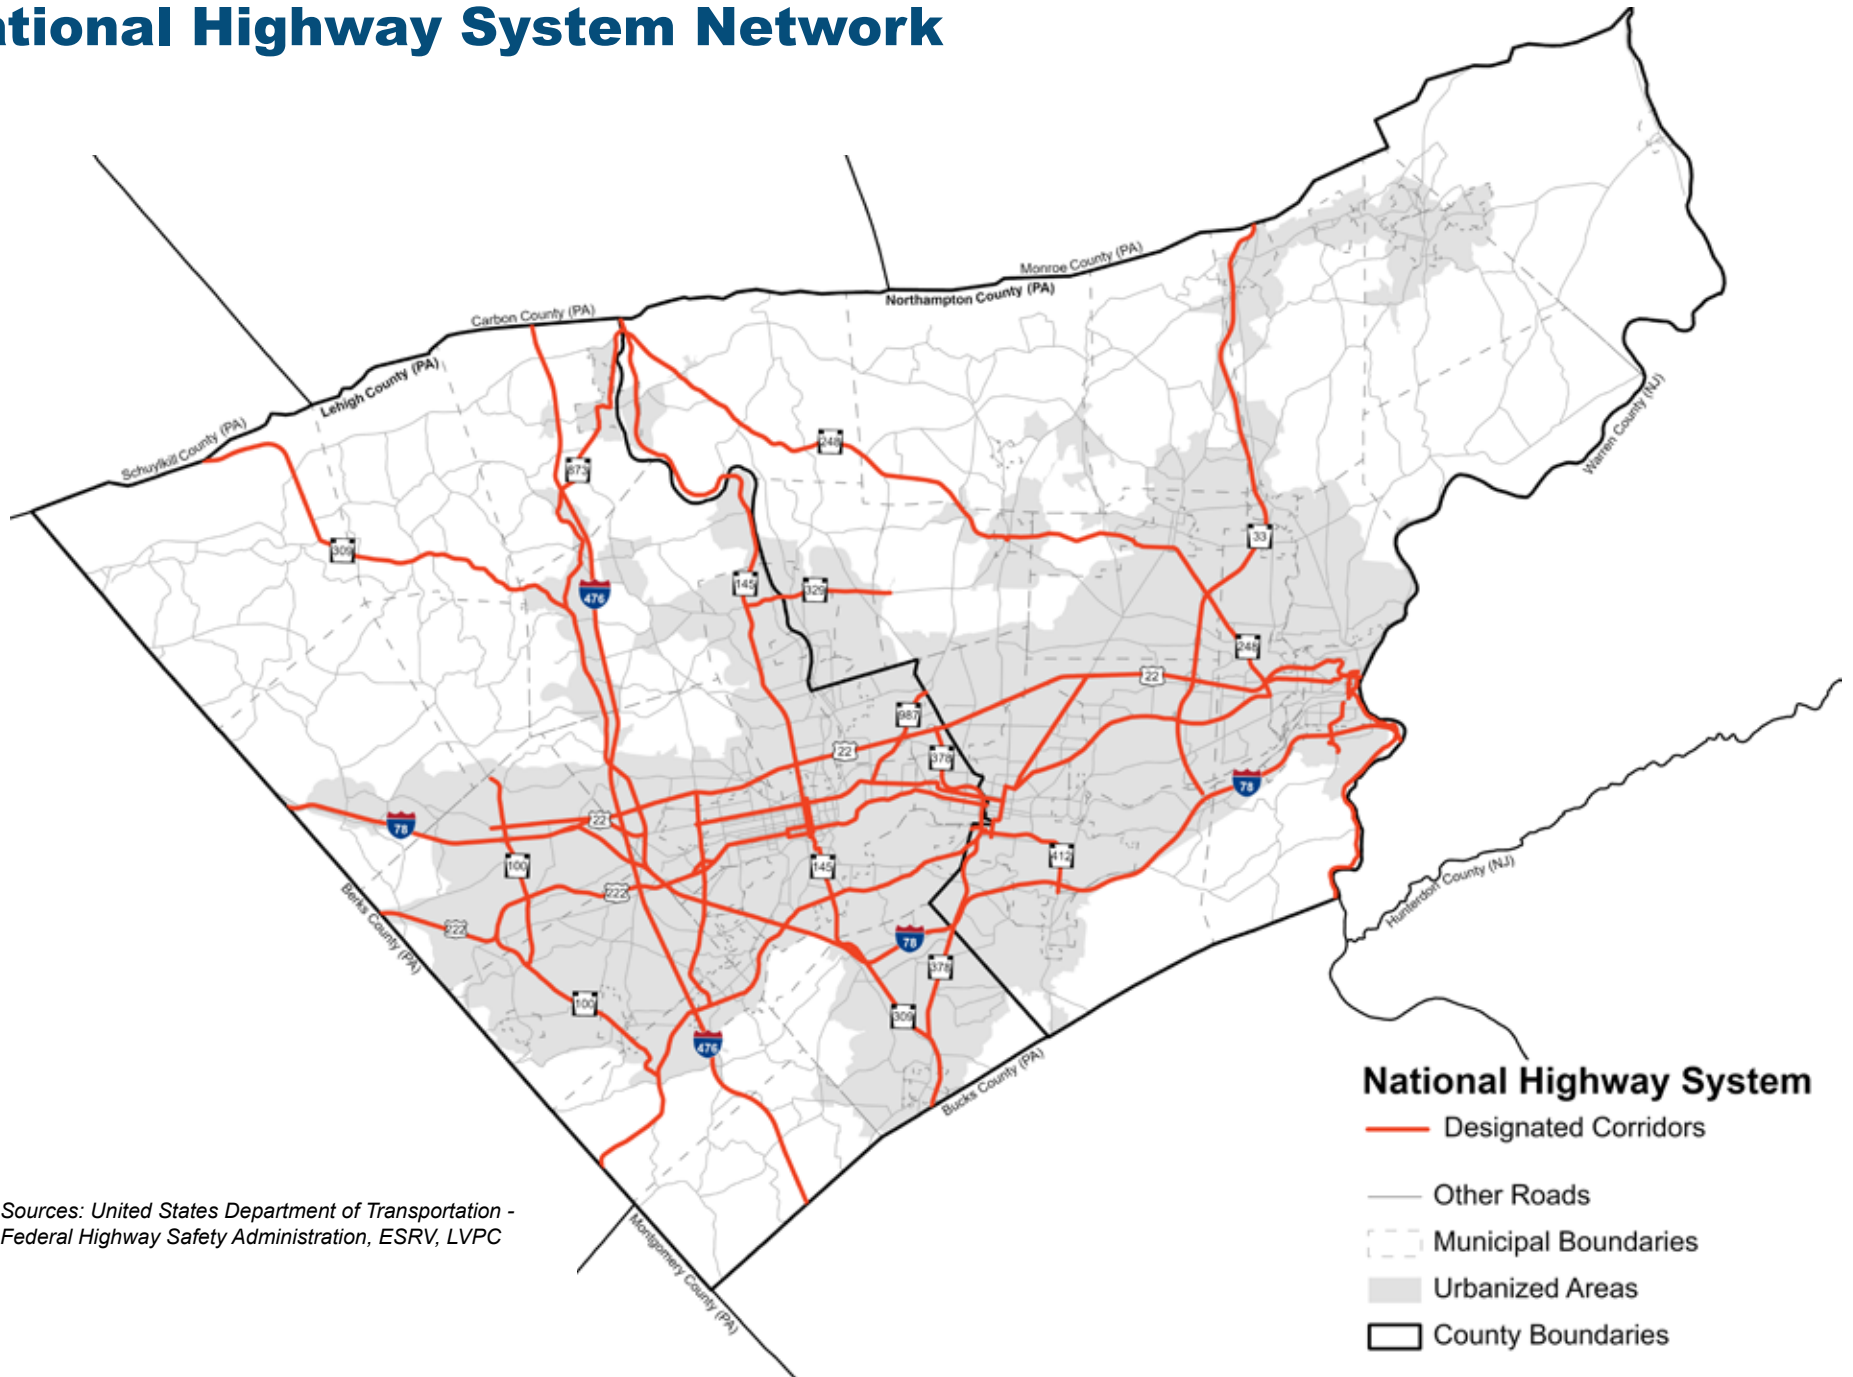 ational Highway System Network
Monroe County (PA)
Northampton County (PA)
Carbon County (PA)
Lehigh County (PA)
Schuylkill County (PA)
Warren County (NJ)
248
873
33
309
476
145
329
248
22
987
22
378
78
78
22
100
145
412
222
222
Berks County (PA)
Hunterdon County (NJ)
78
378
100
309
476
Bucks County (PA)
Montgomery County (PA)
National Highway System
Designated Corridors
Other Roads
Municipal Boundaries
Urbanized Areas
County Boundaries
Sources: United States Department of Transportation -
Federal Highway Safety Administration, ESRV, LVPC